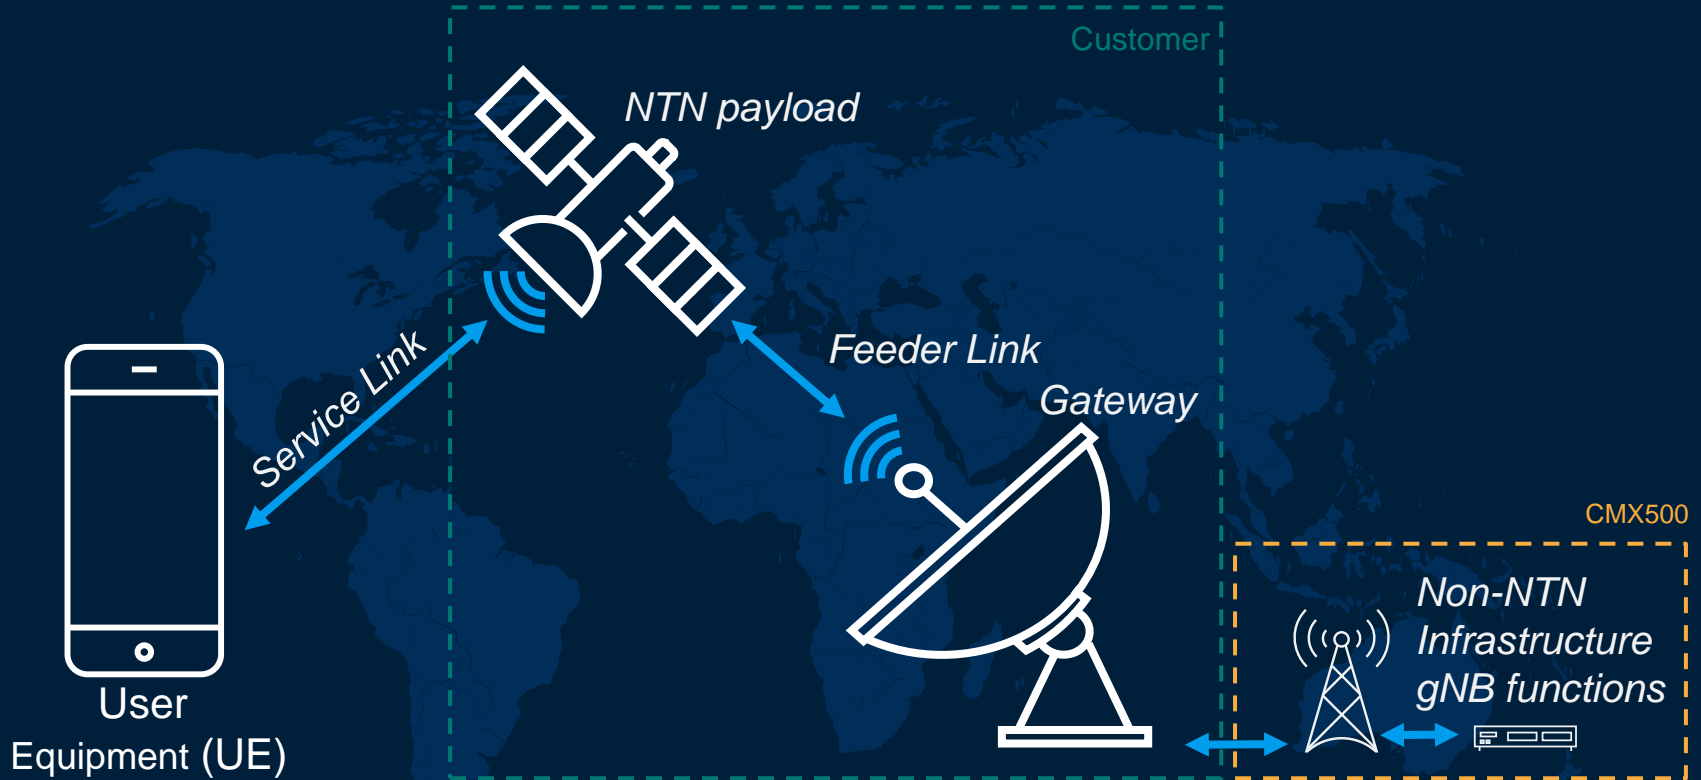 Customer
NTN payload
Service Link
Feeder Link
Gateway
CMX500
Non-NTN
Infrastructure
gNB functions
User
Equipment (UE)